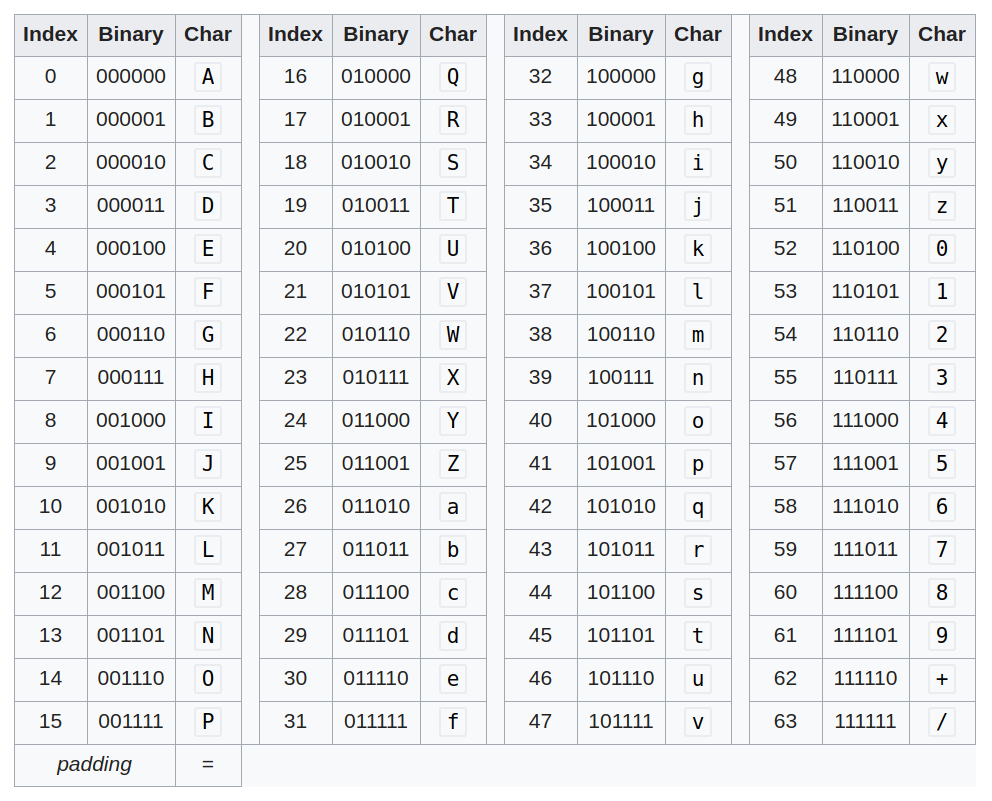 Index Binary Char Index Binary Char Index Binary Char Index Binary Char
0 000000 A 16 010000 Q 32 100000 g 48 110000 w
1 000001 B 17 010001 R 33 100001 h 49 110001 x
2 000010 C 18 010010 S 34 100010 i 50 110010 y
3 000011 D 19 010011 T 35 100011 j 51 110011 z
4 000100 E 20 010100 U 36 100100 k 52 110100 0
5 000101 F 21 010101 V 37 100101 l 53 110101 1
6 000110 G 22 010110 W 38 100110 m 54 110110 2
7 000111 H 23 010111 X 39 100111 n 55 110111 3
8 001000 I 24 011000 Y 40 101000 o 56 111000 4
9 001001 J 25 011001 Z 41 101001 p 57 111001 5
10 001010 K 26 011010 a 42 101010 q 58 111010 6
11 001011 L 27 011011 b 43 101011 r 59 111011 7
12 001100 M 28 011100 c 44 101100 s 60 111100 8
13 001101 N 29 011101 d 45 101101 t 61 111101 9
14 001110 O 30 011110 e 46 101110 u 62 111110 +
15 001111 P 31 011111 f 47 101111 v 63 111111 /
padding =